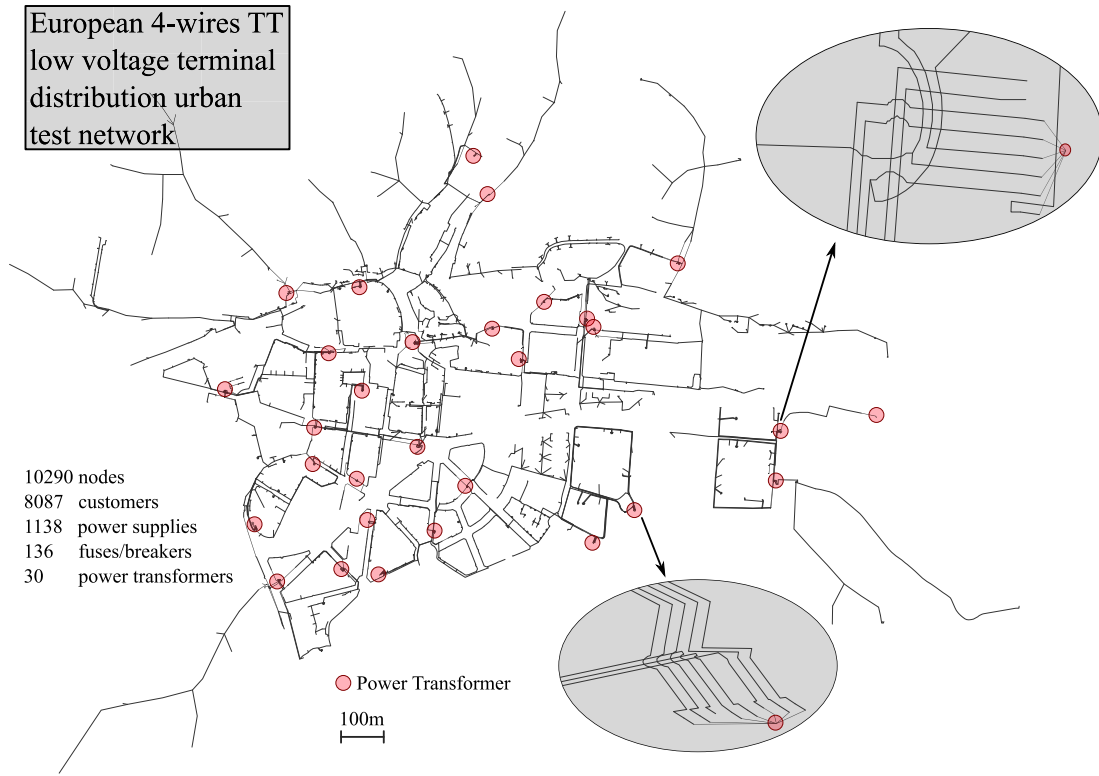 European 4-wires TT
low voltage terminal
distribution urban
test network
10290 nodes
8087 customers
1138 power supplies
136 fuses/breakers
30 power transformers
Power Transformer
100m